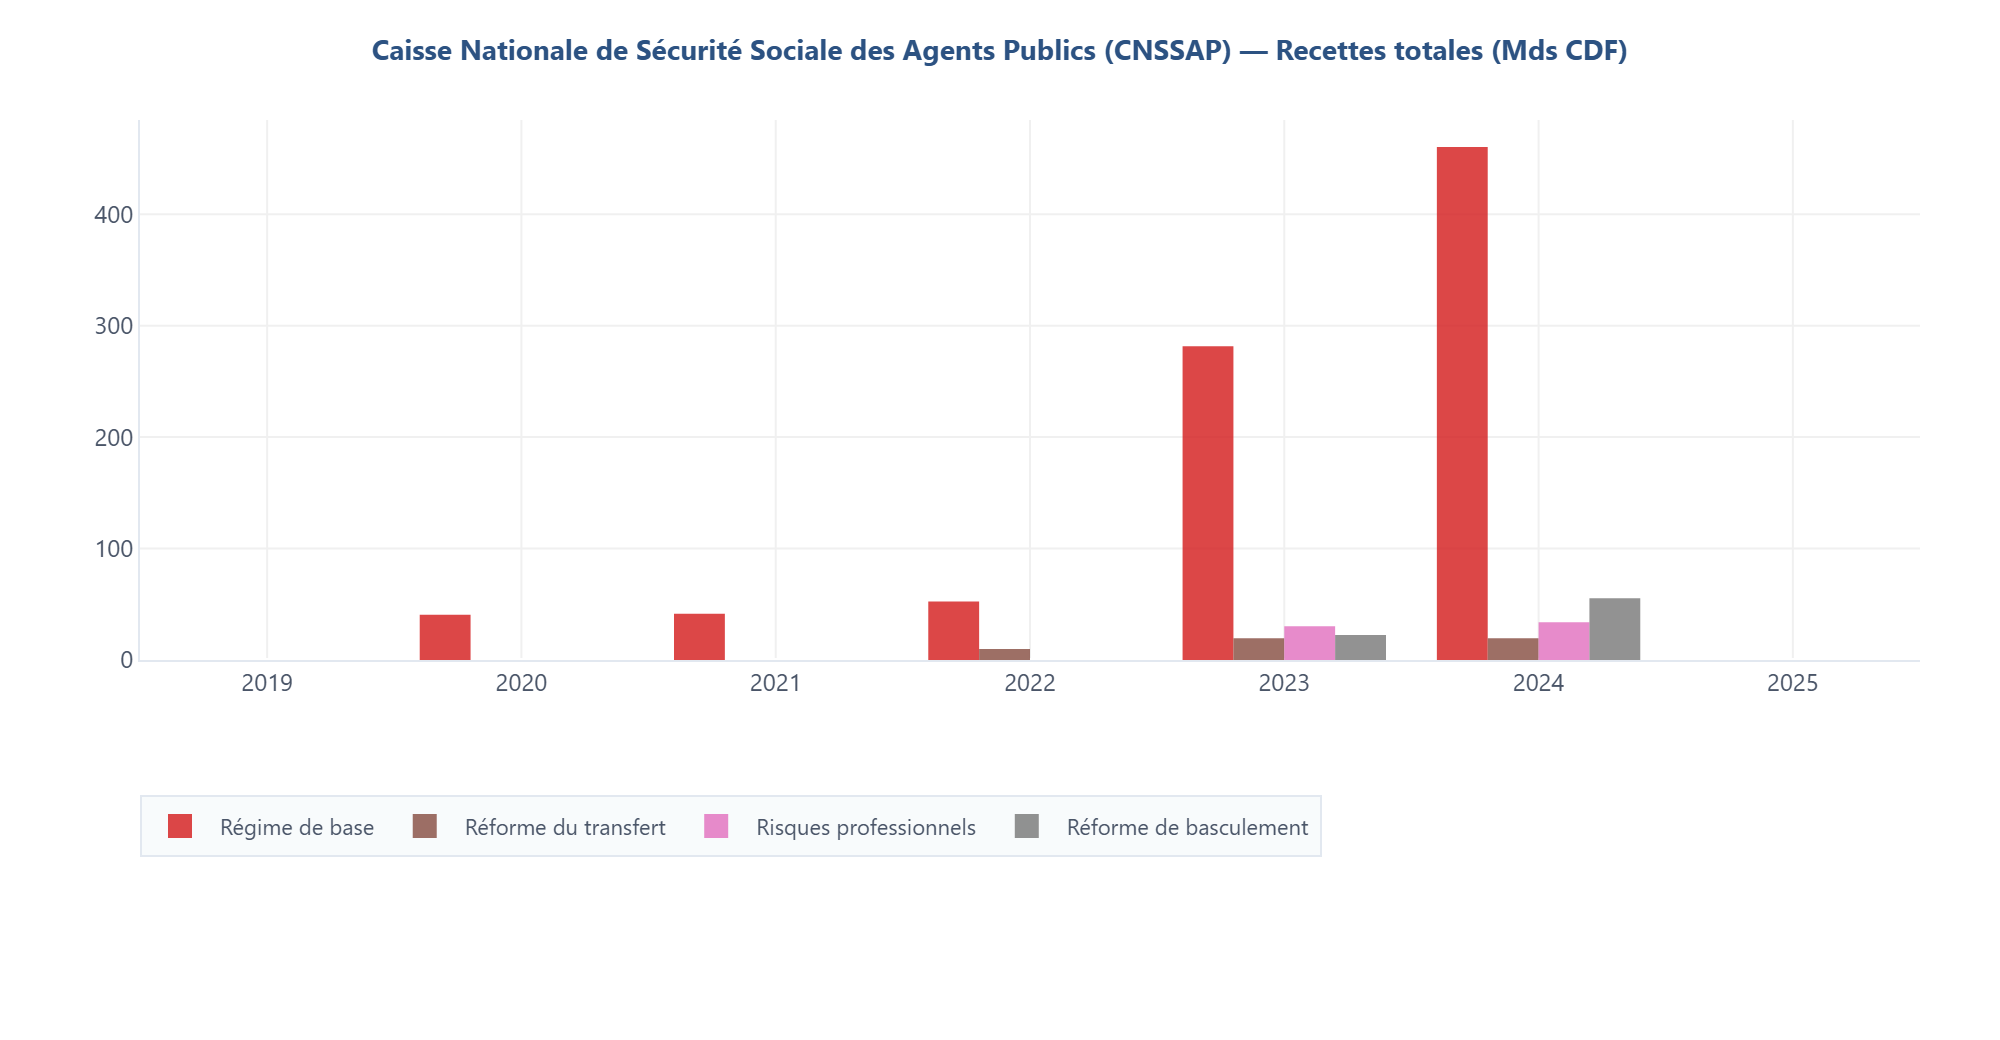 Caisse Nationale de Sécurité Sociale des Agents Publics (CNSSAP) — Recettes totales (Mds CDF)
400
300
200
100
0
2019 2020 2021 2022 2023 2024 2025
Régime de base Réforme du transfert Risques professionnels Réforme de basculement